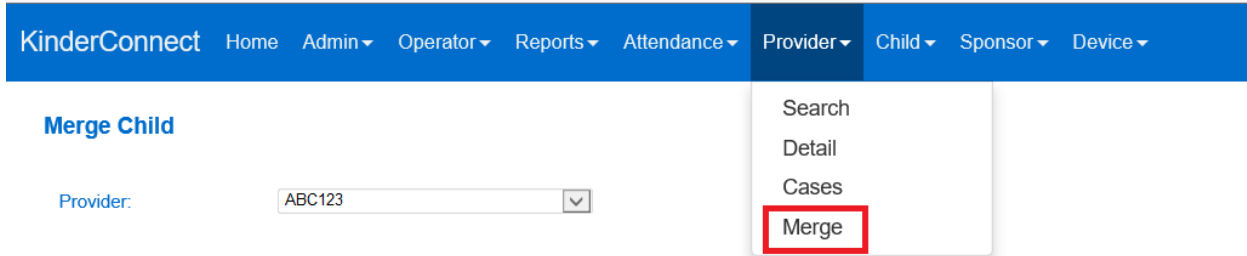 KinderConnect Home Admin Operator Reports Attendance Provider Child Sponsor Device
Merge Child
Provider: ABC123
Search
Detail
Cases
Merge